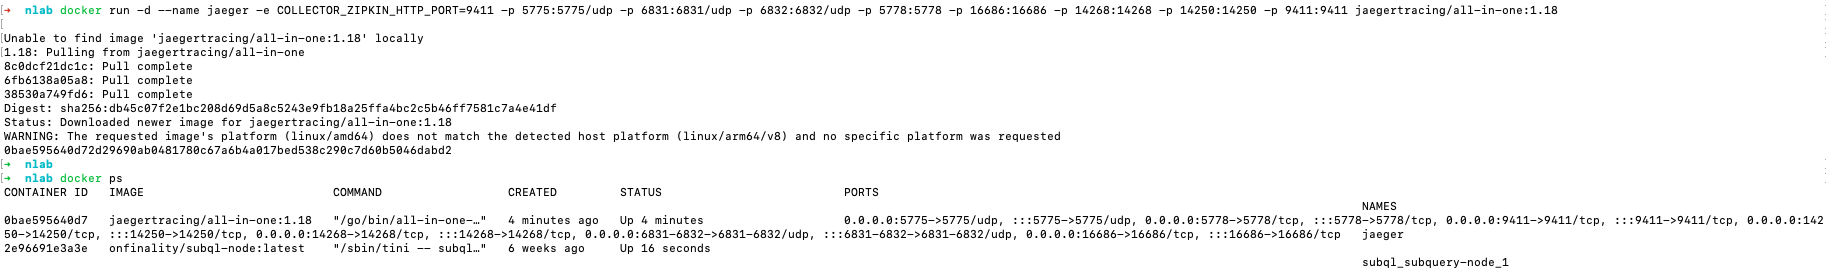 → nlab docker run -d --name jaeger -e COLLECTOR_ZIPKIN_HTTP_PORT=9411 -p 5775:5775/udp -p 6831:6831/udp -p 6832:6832/udp -p 5778:5778 -p 16686:16686 -p 14268:14268 -p 14250:14250 -p 9411:9411 jaegertracing/all-in-one:1.18
Unable to find image 'jaegertracing/all-in-one:1.18' locally
1.18: Pulling from jaegertracing/all-in-one
8c0dcf21dc1c: Pull complete
6fb6138a05a8: Pull complete
38530a749fd6: Pull complete
Digest: sha256:db45c07f2e1bc208d69d5a8c5243e9fb18a25ffa4bc2c5b46ff7581c7a4e41df
Status: Downloaded newer image for jaegertracing/all-in-one:1.18
WARNING: The requested image's platform (linux/amd64) does not match the detected host platform (linux/arm64/v8) and no specific platform was requested
0bae595640d72d29690ab0481780c67a6b4a017bed538c290c7d60b5046dabd2
→ nlab
→ nlab docker ps
CONTAINER ID IMAGE COMMAND CREATED STATUS PORTS
NAMES
0bae595640d7 jaegertracing/all-in-one:1.18 "/go/bin/all-in-one-…" 4 minutes ago Up 4 minutes 0.0.0.0:5775->5775/udp, :::5775->5775/udp, 0.0.0.0:5778->5778/tcp, :::5778->5778/tcp, 0.0.0.0:9411->9411/tcp, :::9411->9411/tcp, 0.0.0.0:142
50->14250/tcp, :::14250->14250/tcp, 0.0.0.0:14268->14268/tcp, :::14268->14268/tcp, 0.0.0.0:6831-6832->6831-6832/udp, :::6831-6832->6831-6832/udp, 0.0.0.0:16686->16686/tcp, :::16686->16686/tcp jaeger
2e96691e3a3e onfinality/subql-node:latest "/sbin/tini -- subql…" 6 weeks ago Up 16 seconds
subql_subquery-node_1